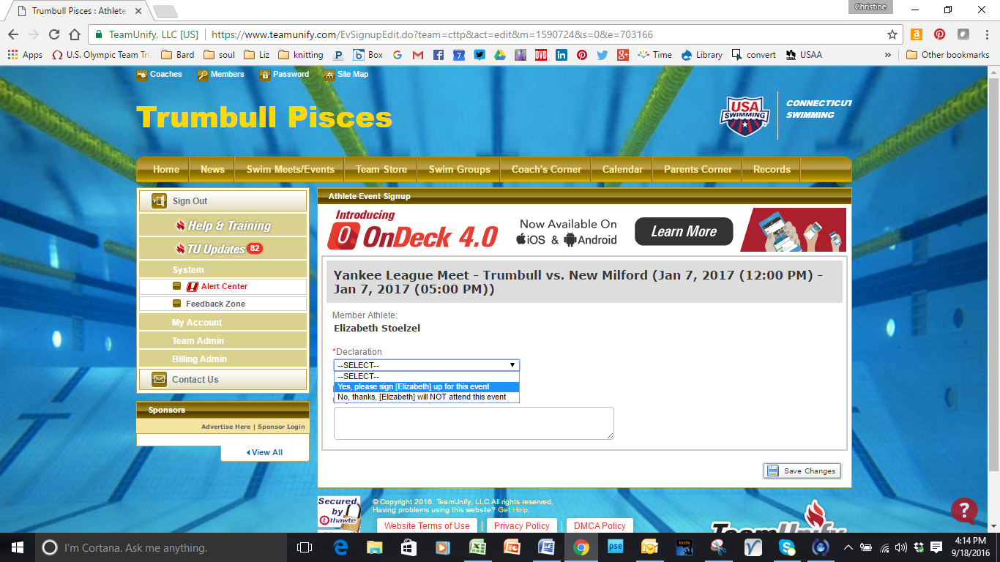 Trumbull Pisces : Athlete
Christine
TeamUnify, LLC [US]
https://www.teamunify.com/EvSignupEdit.do?team=cttp&act=edit&m=1590724&s=0&e=703166
Apps
U.S. Olympic Team Tri
Bard
soul
Liz
knitting
Box
Time
Library
convert
USAA
Other bookmarks
Coaches
Members
Password
Site Map
Trumbull Pisces
USA
SWIMMING
CONNECTICUT
SWIMMING
Home
News
Swim Meets/Events
Team Store
Swim Groups
Coach's Corner
Calendar
Parents Corner
Records
Sign Out
Help & Training
TU Updates 82
System
Alert Center
Feedback Zone
My Account
Team Admin
Billing Admin
Contact Us
Sponsors
Advertise Here | Sponsor Login
View All
Athlete Event Signup
Introducing
OnDeck 4.0
Now Available On
iOS & Android
Learn More
Yankee League Meet - Trumbull vs. New Milford (Jan 7, 2017 (12:00 PM) -
Jan 7, 2017 (05:00 PM))
Member Athlete:
Elizabeth Stoelzel
*Declaration
--SELECT--
--SELECT--
Yes, please sign [Elizabeth] up for this event
No, thanks, [Elizabeth] will NOT attend this event
Save Changes
Secured
by
thawte
© Copyright 2016. TeamUnify, LLC All rights reserved.
Having problems using this website? Get Help.
Website Terms of Use
Privacy Policy
DMCA Policy
TeamUnify
?
I'm Cortana. Ask me anything.
pse
kindle
4:14 PM
9/18/2016